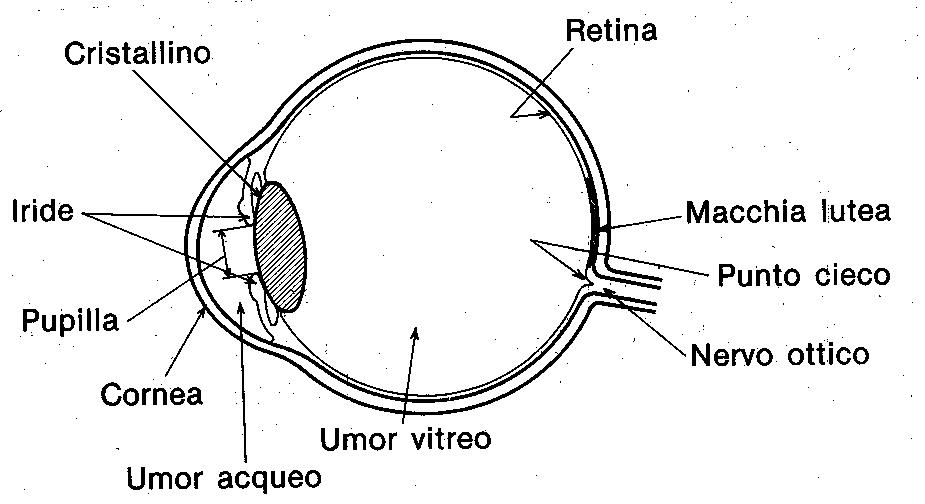 Retina
Cristallino
Iride
Macchia lutea
Punto cieco
Pupilla
Nervo ottico
Cornea
Umor vitreo
Umor acqueo